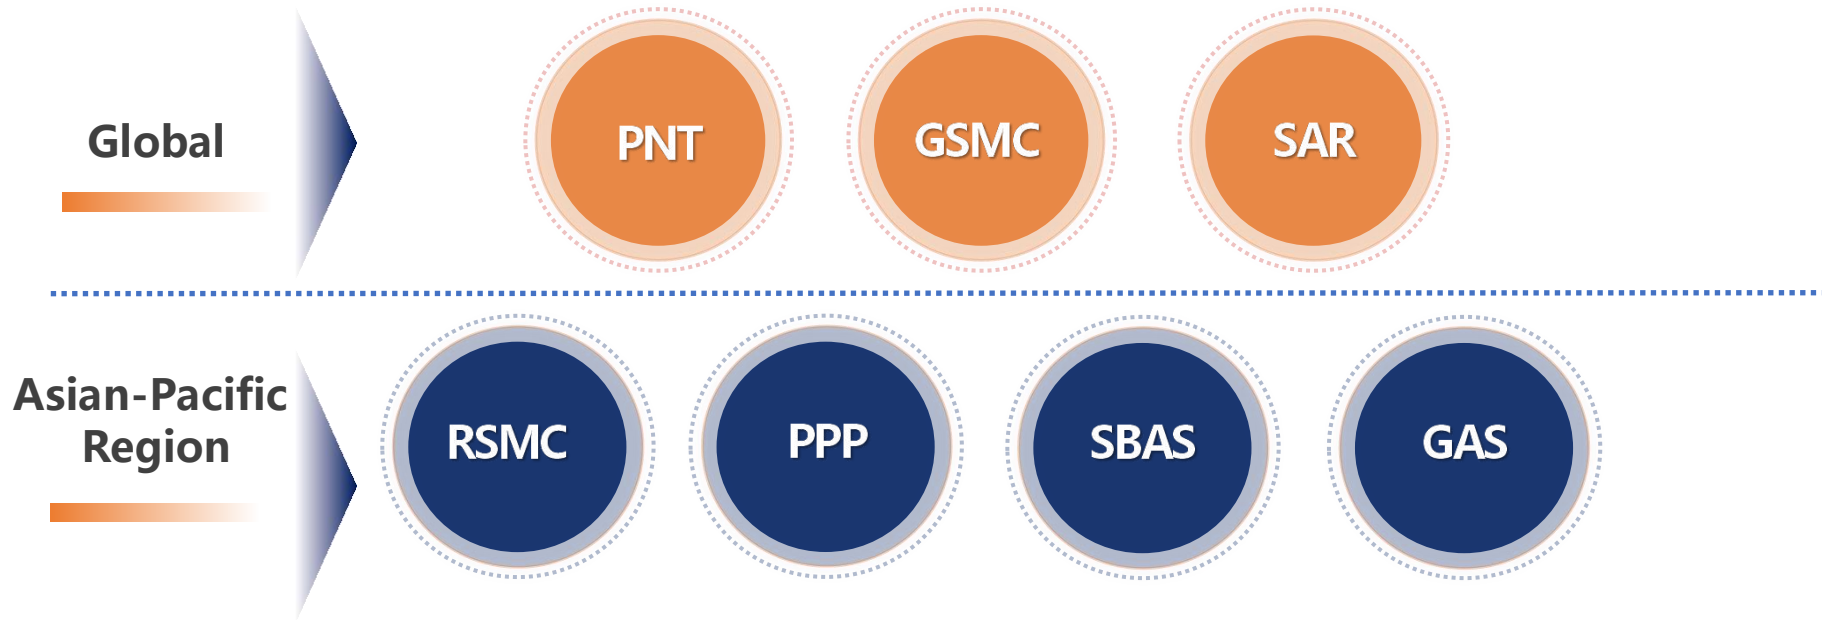 Global
PNT
GSMC
SAR
Asian-Pacific
Region
RSMC
PPP
SBAS
GAS